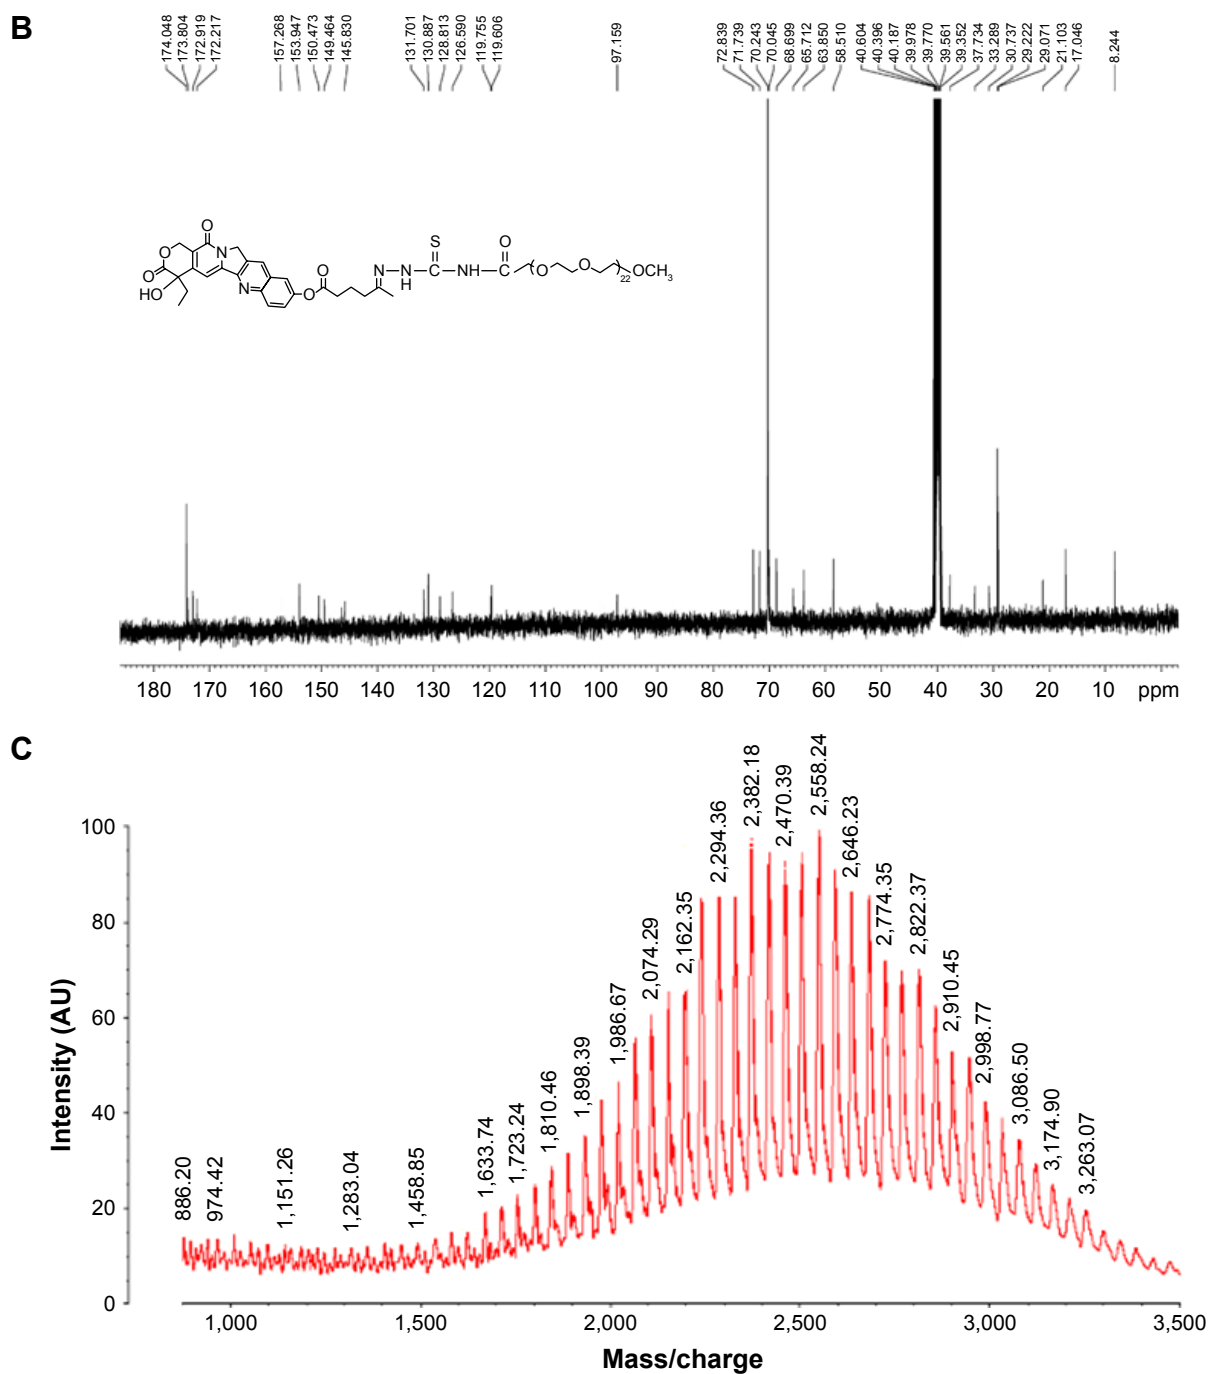 B
174.048
173.804
172.919
172.217
157.268
153.947
150.473
149.464
145.830
131.701
130.887
128.813
126.590
119.755
119.606
97.159
72.839
71.739
70.243
70.045
68.699
65.712
63.850
58.510
40.604
40.396
40.187
39.978
39.770
39.561
39.352
37.734
33.289
30.737
29.222
29.071
21.103
17.046
8.244
O
O
N
O
N
HO
O
O
N
NH
H
S
C
NH
O
C
O
O
22
OCH3
180 170 160 150 140 130 120 110 100 90 80 70 60 50 40 30 20 10 ppm
C
Intensity (AU)
100
80
60
40
20
0
886.20
974.42
1,151.26
1,283.04
1,458.85
1,633.74
1,723.24
1,810.46
1,898.39
1,986.67
2,074.29
2,162.35
2,294.36
2,382.18
2,470.39
2,558.24
2,646.23
2,774.35
2,822.37
2,910.45
2,998.77
3,086.50
3,174.90
3,263.07
1,000 1,500 2,000 2,500 3,000 3,500
Mass/charge